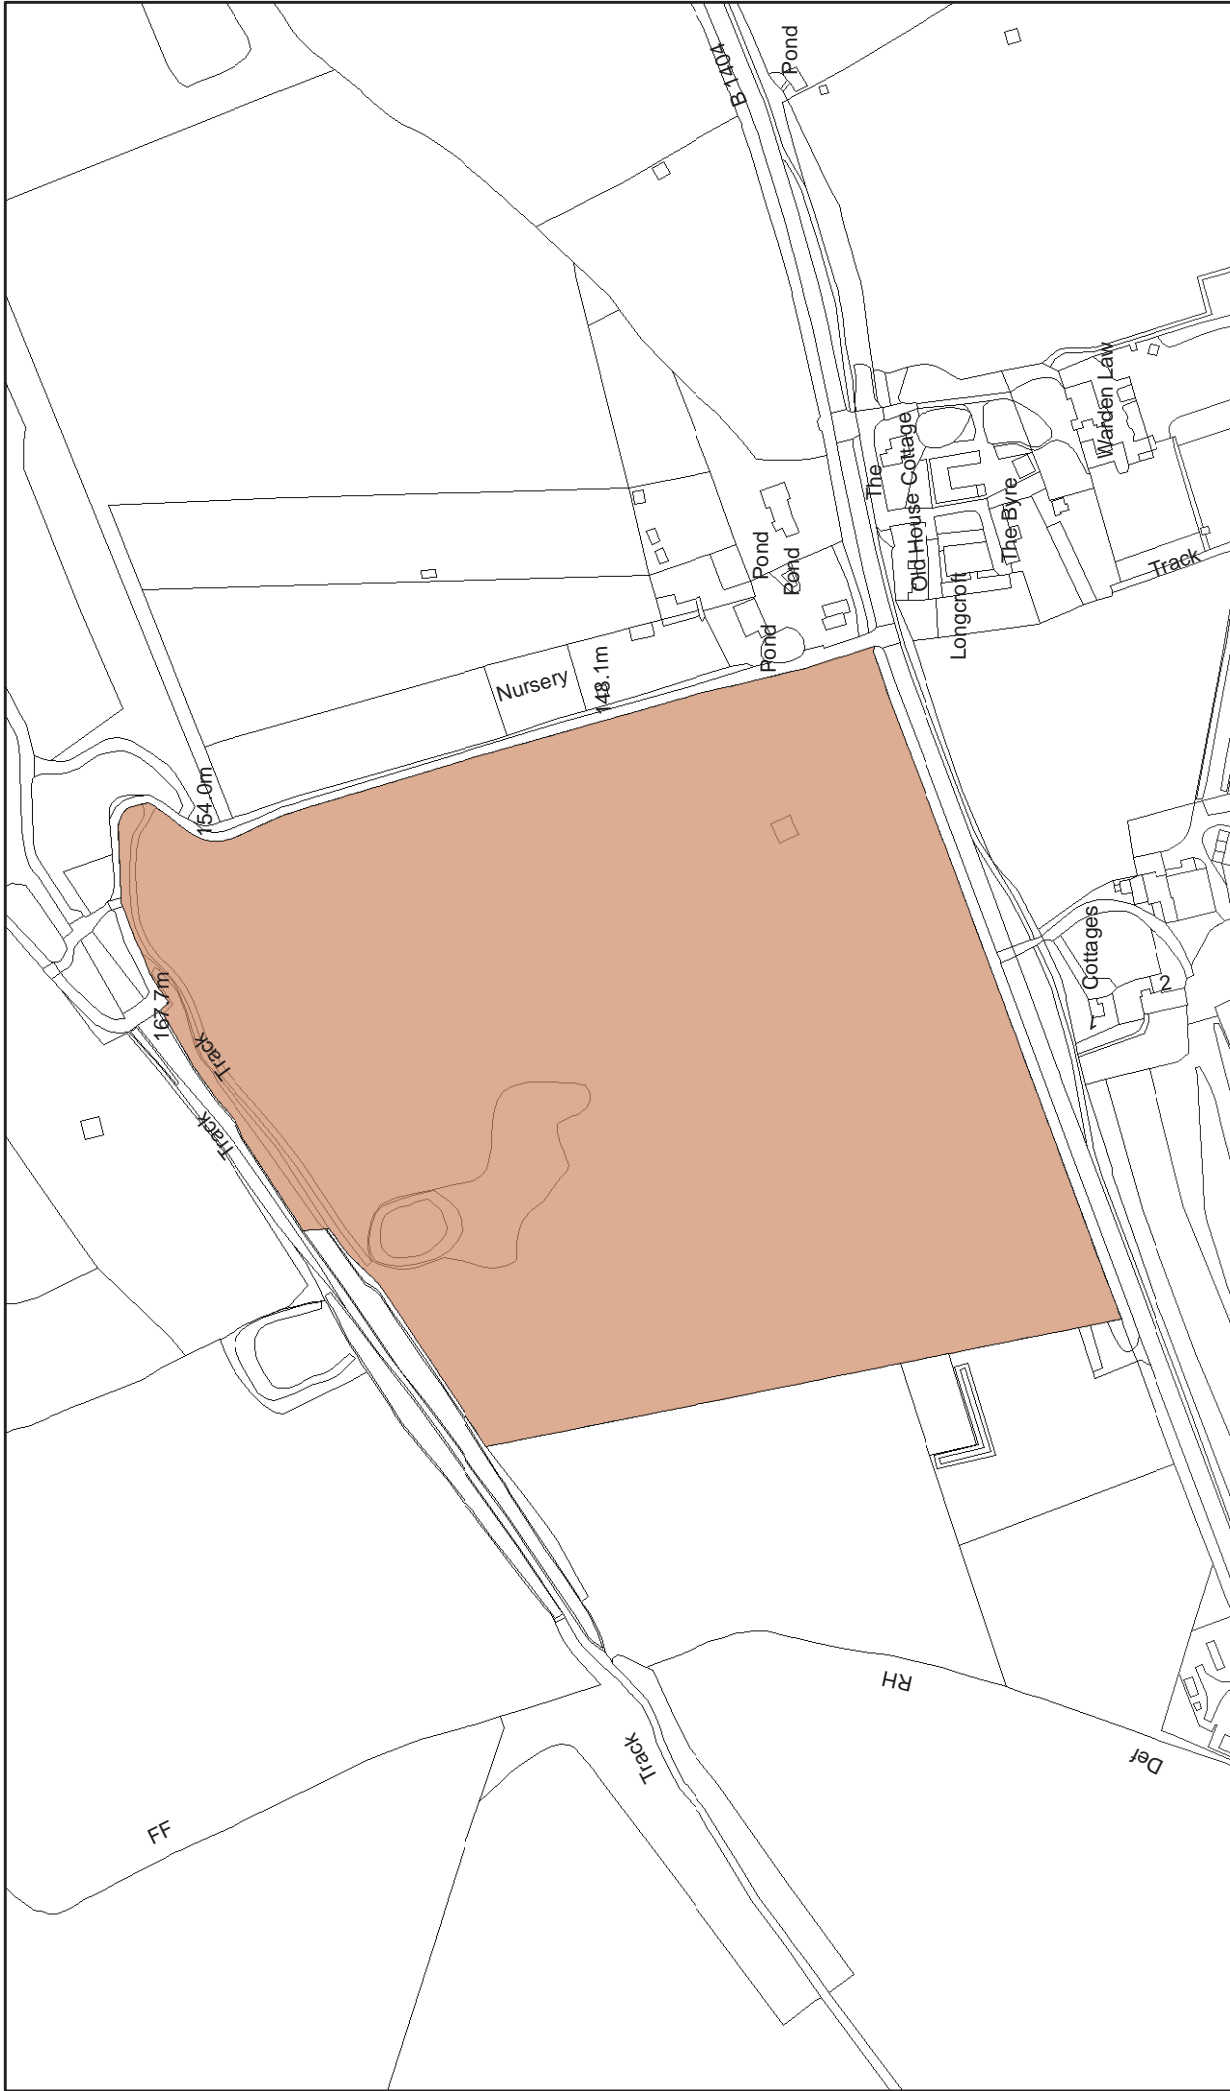 B 1404
Pond
Warden Law
The
Old House Cottage
The Byre
Longcroft
Track
Pond
Pond
Pond
Nursery
148.1m
154.0m
167.7m
Track
Track
Cottages
1
2
Track
RH
Def
FF